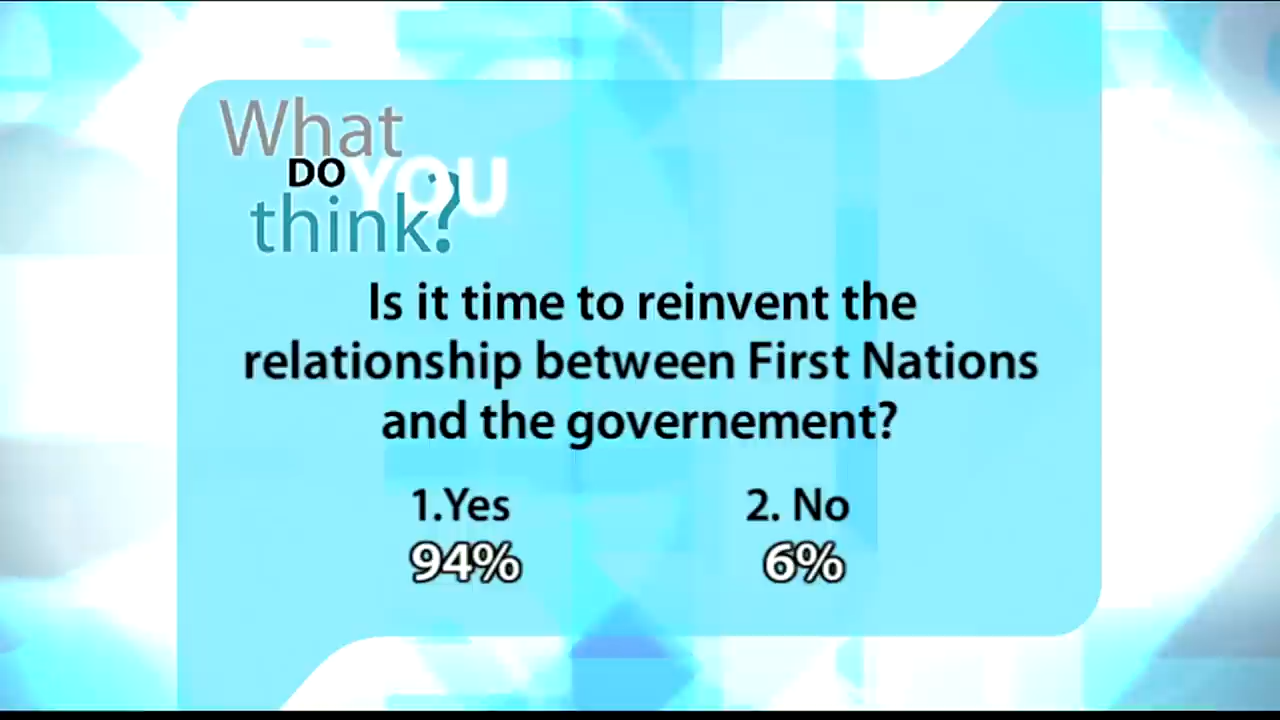 What
DO YOU
think?
Is it time to reinvent the
relationship between First Nations
and the governement?
1.Yes 2. No
94% 6%